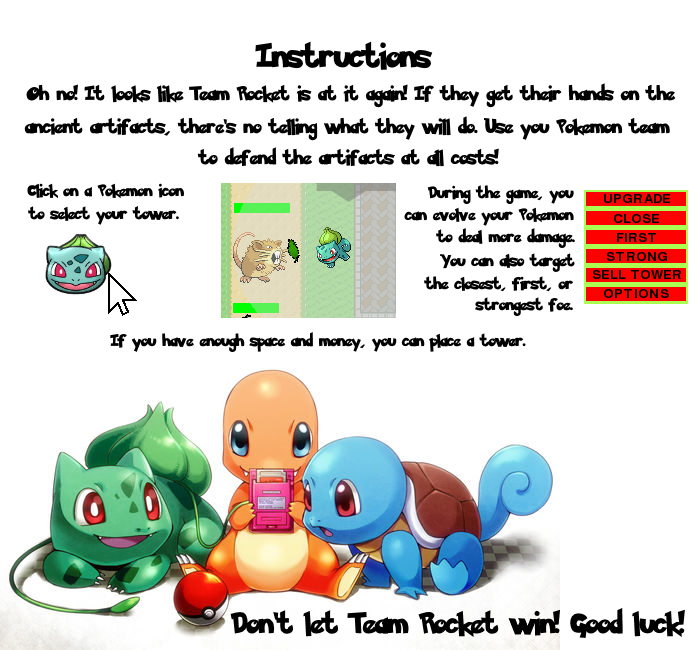 Instructions
Oh no! It looks like Team Rocket is at it again! If they get their hands on the
ancient artifacts, there's no telling what they will do. Use you Pokemon team
to defend the artifacts at all costs!
Click on a Pokemon icon
to select your tower.
During the game, you
can evolve your Pokemon
to deal more damage.
You can also target
the closest, first, or
strongest foe.
UPGRADE
CLOSE
FIRST
STRONG
SELL TOWER
OPTIONS
If you have enough space and money, you can place a tower.
Don't let Team Rocket win! Good luck!